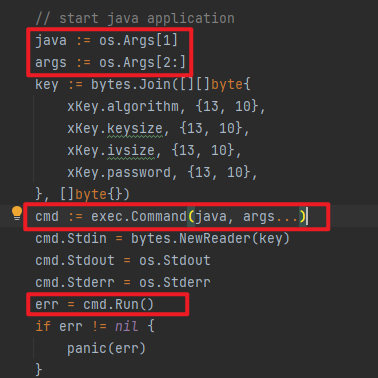 // start java application
java := os.Args[1]
args := os.Args[2:]
key := bytes.Join([][]byte{
xKey.algorithm, {13, 10},
xKey.keysize, {13, 10},
xKey.ivsize, {13, 10},
xKey.password, {13, 10},
}, []byte{})
cmd := exec.Command(java, args...)
cmd.Stdin = bytes.NewReader(key)
cmd.Stdout = os.Stdout
cmd.Stderr = os.Stderr
err = cmd.Run()
if err != nil {
panic(err)
}